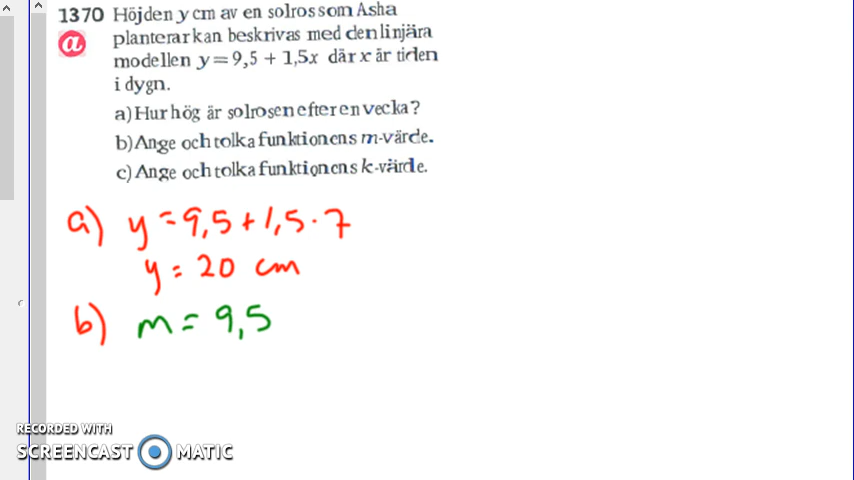 1370 Höjden y cm av en solros som Asha
a planterar kan beskrivas med den linjära
modellen y = 9,5 + 1,5x där x är tiden
i dygn.
a) Hur hög är solrosen efter en vecka?
b) Ange och tolka funktionens m-värde.
c) Ange och tolka funktionens k-värde.
a) y = 9,5 + 1,5 · 7
y = 20 cm
b) m = 9,5
RECORDED WITH
SCREENCAST MATIC